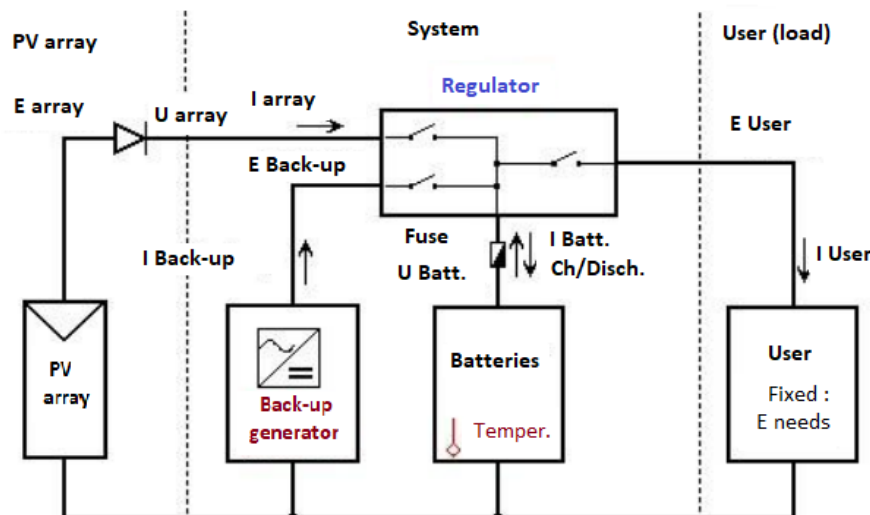 PV array
System
User (load)
E array
U array
I array
Regulator
E User
E Back-up
I Back-up
Fuse
U Batt.
I Batt.
Ch/Disch.
I User
PV
array
Back-up
generator
Batteries
Temper.
User
Fixed :
E needs